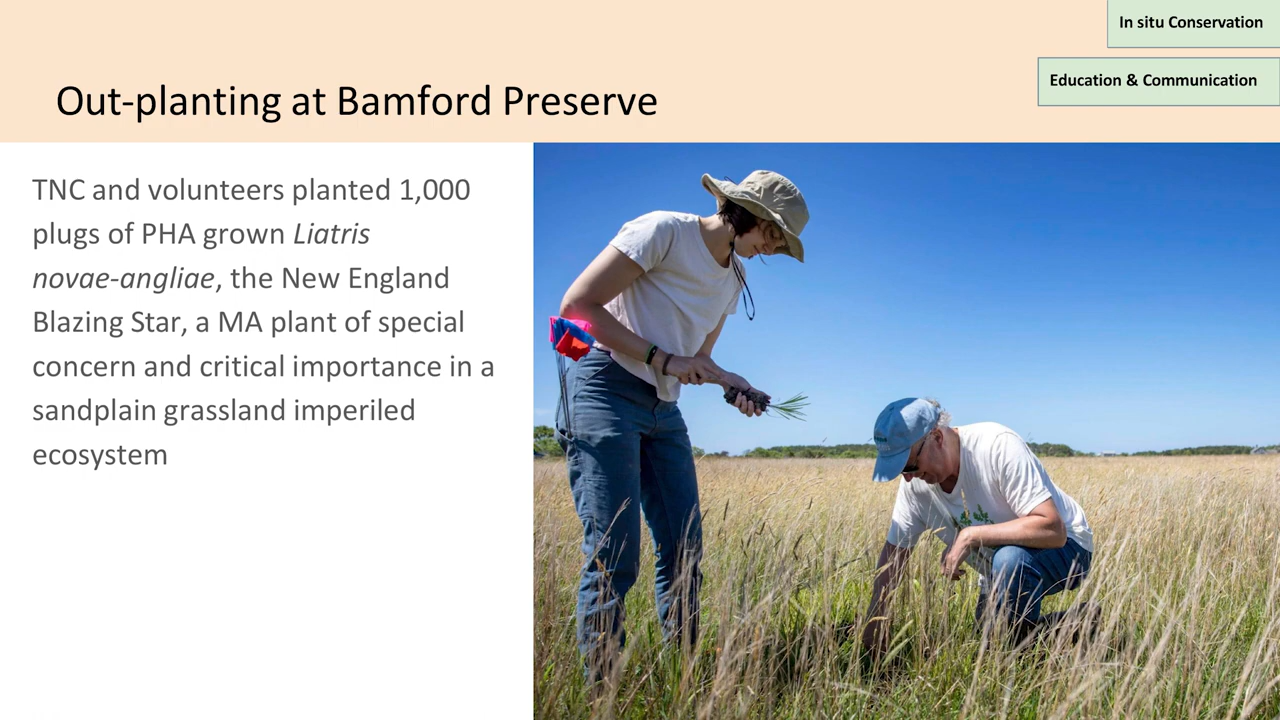 In situ Conservation
Education & Communication
Out-planting at Bamford Preserve
TNC and volunteers planted 1,000
plugs of PHA grown Liatris
novae-angliae, the New England
Blazing Star, a MA plant of special
concern and critical importance in a
sandplain grassland imperiled
ecosystem